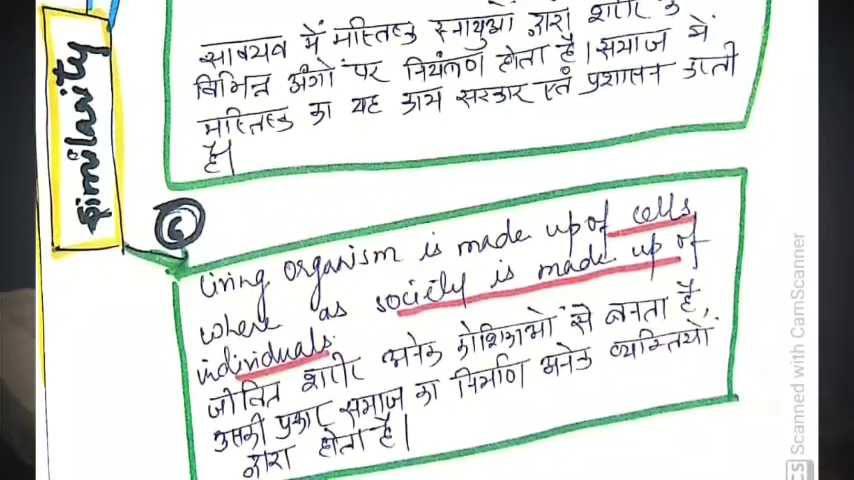 similarity
सावयव में मस्तिष्क स्नायुओं द्वारा शरीर के
विभिन्न अंगों पर नियंत्रण होता है। समाज में
मस्तिष्क का यह काम सरकार एवं प्रशासन करती
है।
6
living organism is made up of cells
where as society is made up of
individuals.
जीवित शरीर अनेक कोशिकाओं से बनता है,
उसकी प्रकार समाज का निर्माण अनेक व्यक्तियों
द्वारा होता है।
CS Scanned with CamScanner